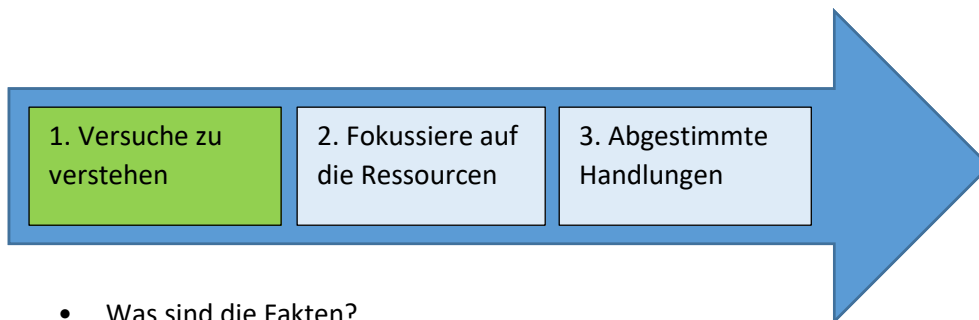 1. Versuche zu
verstehen
2. Fokussiere auf
die Ressourcen
3. Abgestimmte
Handlungen
• Was sind die Fakten?